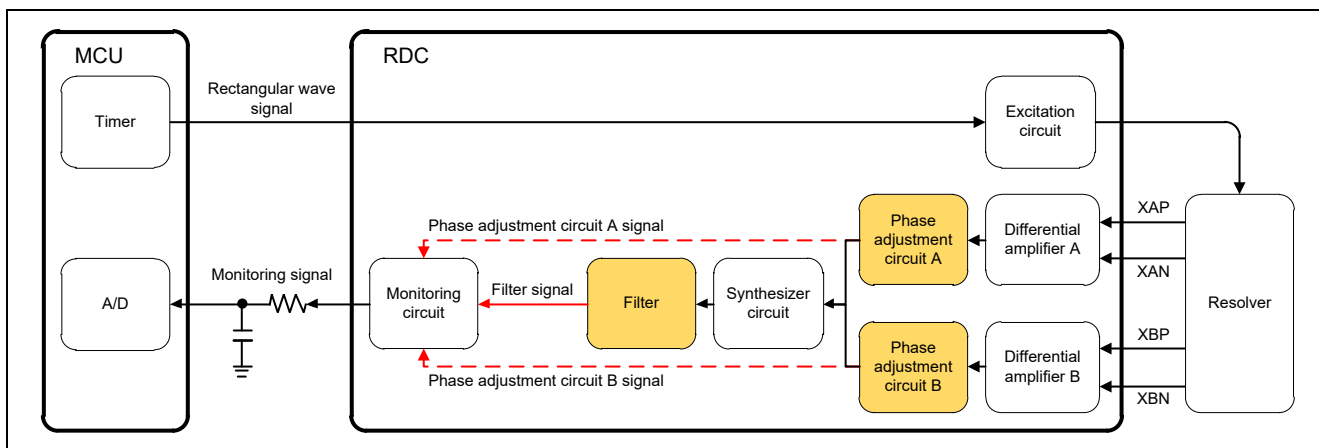 MCU
RDC
Timer
Rectangular wave
signal
Excitation
circuit
Phase adjustment circuit A signal
Phase
adjustment
circuit A
Differential
amplifier A
XAP
XAN
A/D
Monitoring signal
Monitoring
circuit
Filter signal
Filter
Synthesizer
circuit
Resolver
Phase adjustment circuit B signal
Phase
adjustment
circuit B
Differential
amplifier B
XBP
XBN